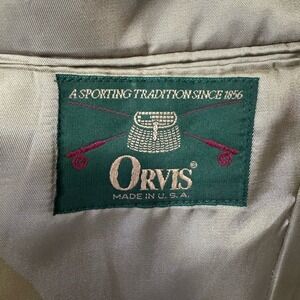 A SPORTING TRADITION SINCE 1856
ORVIS®
MADE IN U.S.A.